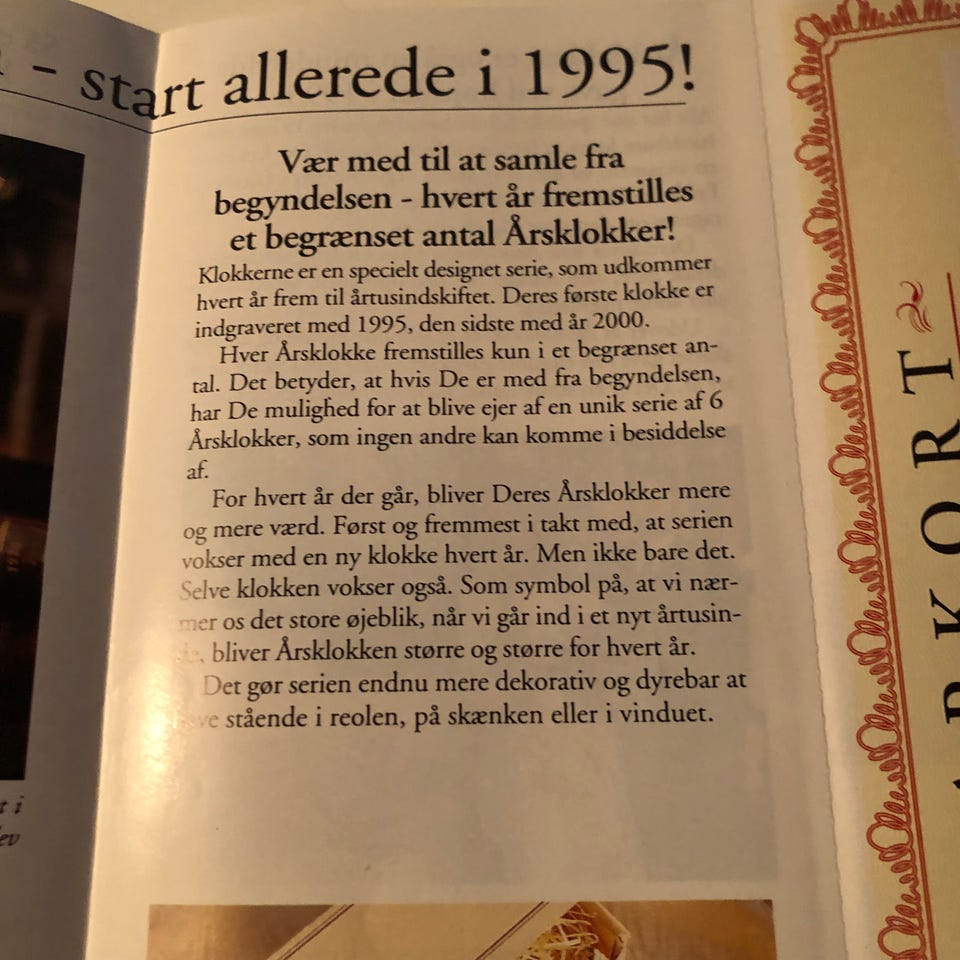 - start allerede i 1995!
Vær med til at samle fra
begyndelsen - hvert år fremstilles
et begrænset antal Årsklokker!
Klokkerne er en specielt designet serie, som udkommer
hvert år frem til årtusindskiftet. Deres første klokke er
indgraveret med 1995, den sidste med år 2000.
Hver Årsklokke fremstilles kun i et begrænset an-
tal. Det betyder, at hvis De er med fra begyndelsen,
har De mulighed for at blive ejer af en unik serie af 6
Årsklokker, som ingen andre kan komme i besiddelse
af.
For hvert år der går, bliver Deres Årsklokker mere
og mere værd. Først og fremmest i takt med, at serien
vokser med en ny klokke hvert år. Men ikke bare det.
Selve klokken vokser også. Som symbol på, at vi nær-
mer os det store øjeblik, når vi går ind i et nyt årtusin-
bliver Årsklokken større og større for hvert år.
Det gør serien endnu mere dekorativ og dyrebar at
stående i reolen, på skænken eller i vinduet.
RKORT